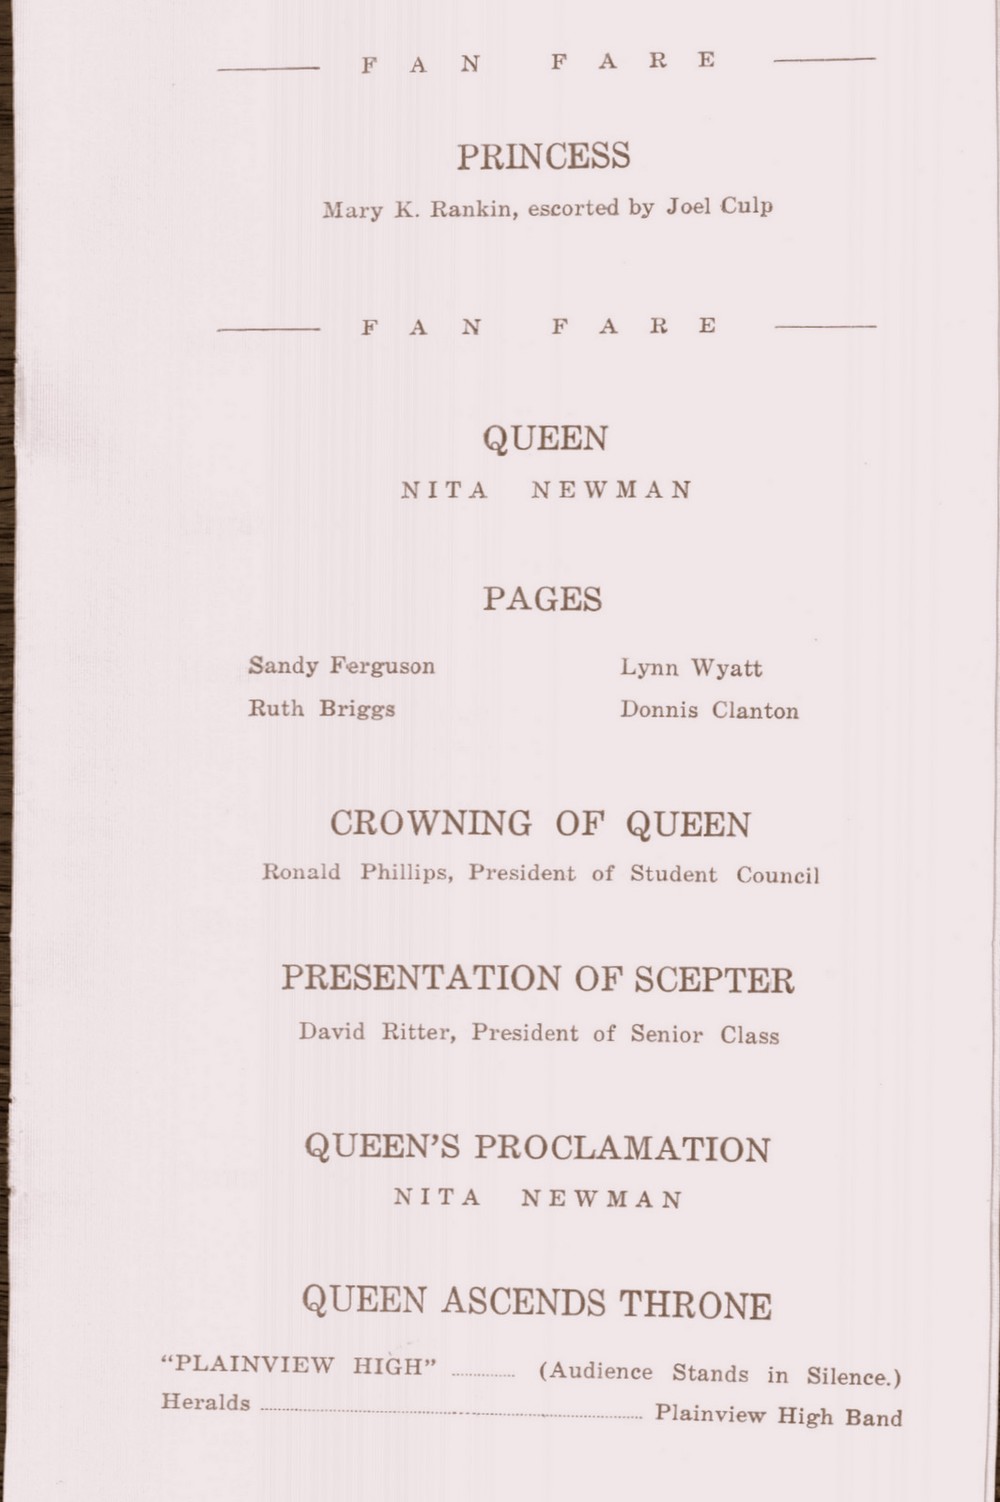 FAN FARE
PRINCESS
Mary K. Rankin, escorted by Joel Culp
FAN FARE
QUEEN
NITA NEWMAN
PAGES
Sandy Ferguson Lynn Wyatt
Ruth Briggs Donnis Clanton
CROWNING OF QUEEN
Ronald Phillips, President of Student Council
PRESENTATION OF SCEPTER
David Ritter, President of Senior Class
QUEEN'S PROCLAMATION
NITA NEWMAN
QUEEN ASCENDS THRONE
“PLAINVIEW HIGH” ............ (Audience Stands in Silence.)
Heralds ........................................ Plainview High Band